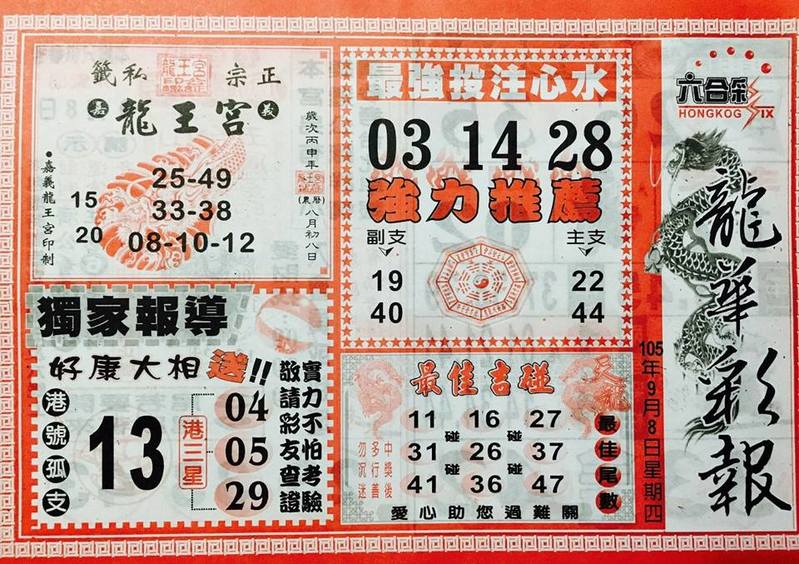 正宗 私籤
嘉 龍王宮 義
歲次丙申年
(農曆)八月初八日
●嘉義龍王宮印制
25-49
15 33-38
20 08-10-12
最強投注心水
03 14 28
強力推薦
副支 主支
19 22
40 44
六合彩
HONGKOG SIX
龍華彩報
105年9月8日星期四
獨家報導
好康大相送!!
港號孤支
13
港三星
04
05
29
實力不怕考驗
敬請彩友查證
最佳吉碰
天龍
11 16 27
碰 碰
31 26 37
碰 碰
41 36 47
最佳尾數
中獎後
多行善
勿沉迷
愛心助您過難關